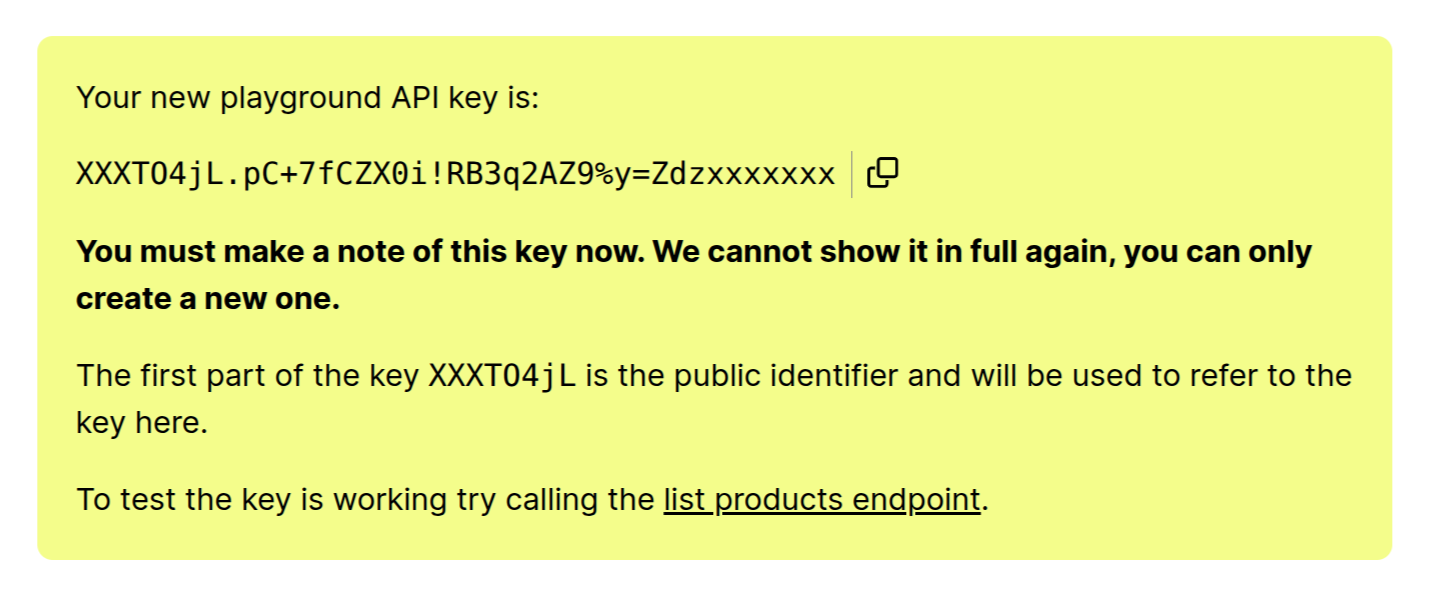 Your new playground API key is:
XXXTO4jL.pC+7fCZX0i!RB3q2AZ9%y=Zdzxxxxxxx
You must make a note of this key now. We cannot show it in full again, you can only
create a new one.
The first part of the key XXXTO4jL is the public identifier and will be used to refer to the
key here.
To test the key is working try calling the list products endpoint.